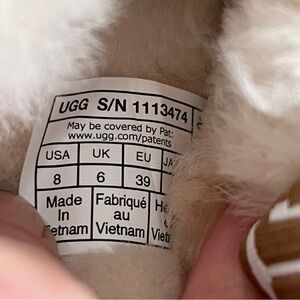 UGG S/N 1113474
May be covered by Pat:
www.ugg.com/patents
USA UK EU
8 6 39
Made Fabriqué
In au
Vietnam